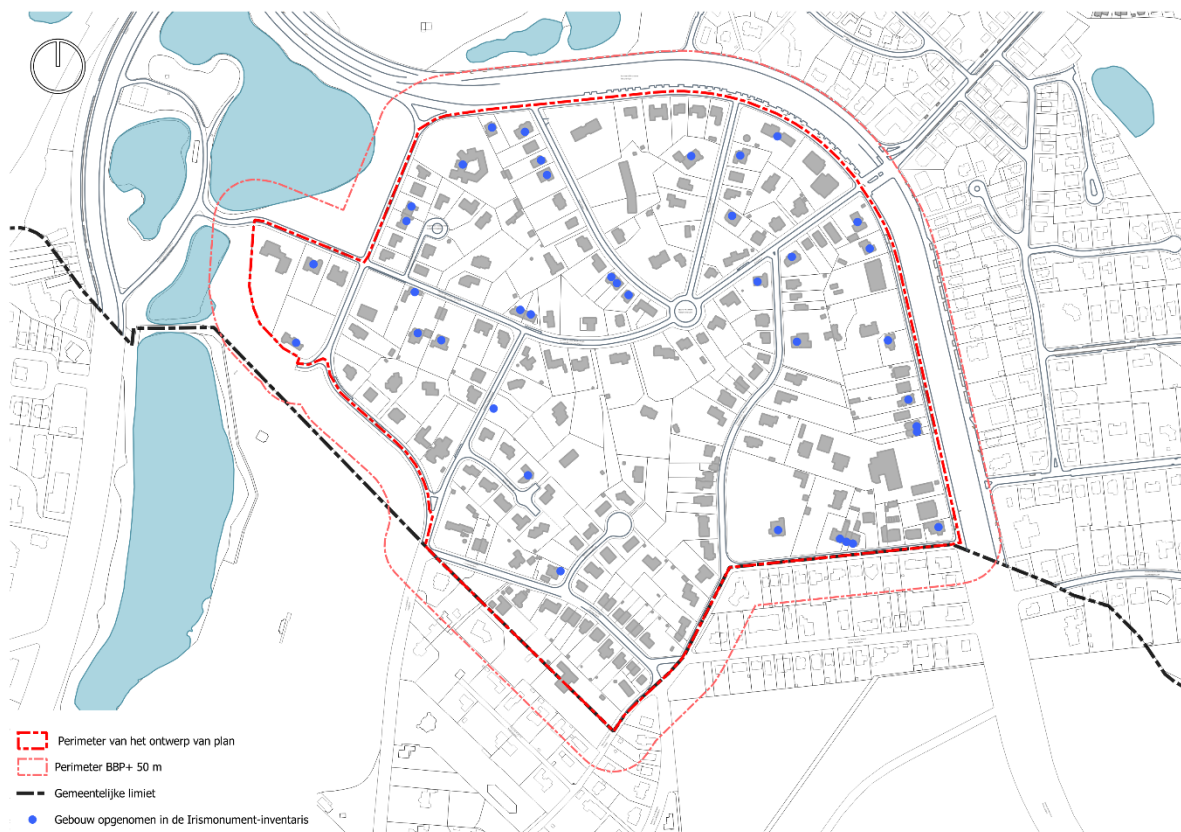 Perimeter van het ontwerp van plan
Perimeter BBP+ 50 m
Gemeentelijke limiet
Gebouw opgenomen in de Irismonument-inventaris